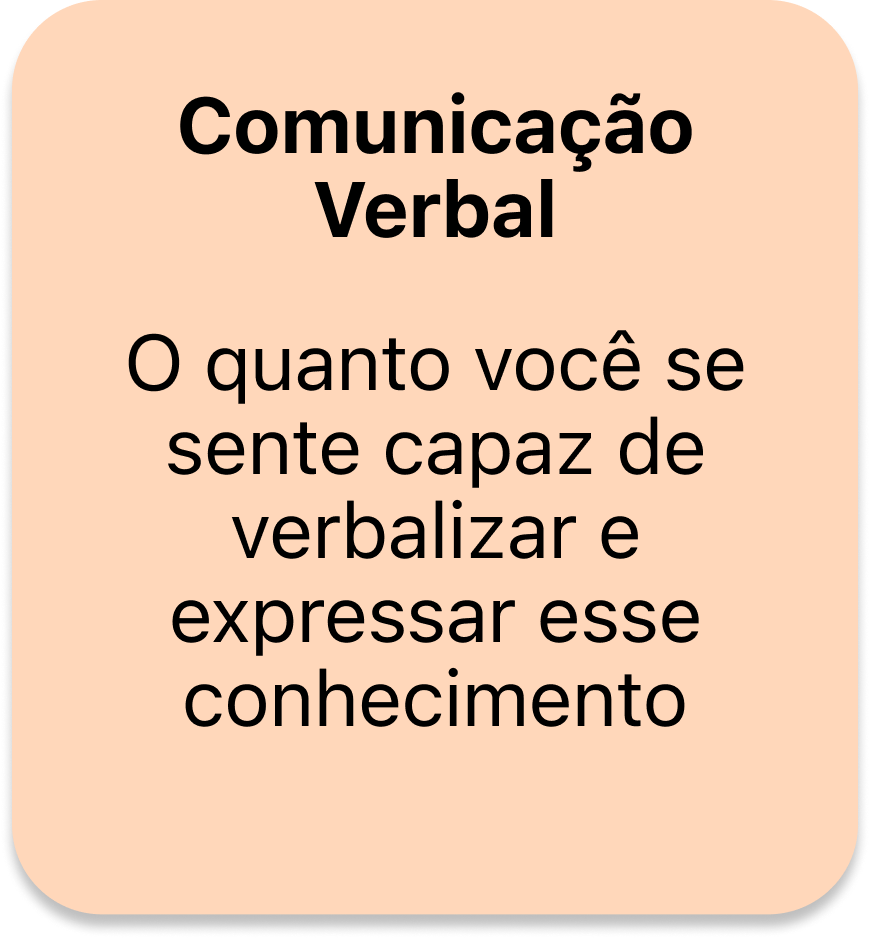 Comunicação
Verbal
O quanto você se
sente capaz de
verbalizar e
expressar esse
conhecimento